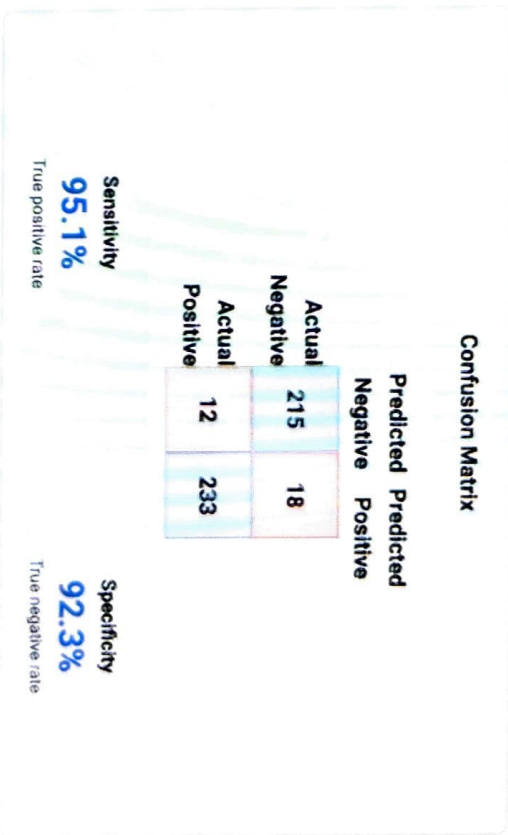 Confusion Matrix
Predicted Predicted
Negative Positive
Actual
Negative 215 18
Actual
Positive 12 233
Sensitivity Specificity
95.1% 92.3%
True positive rate True negative rate